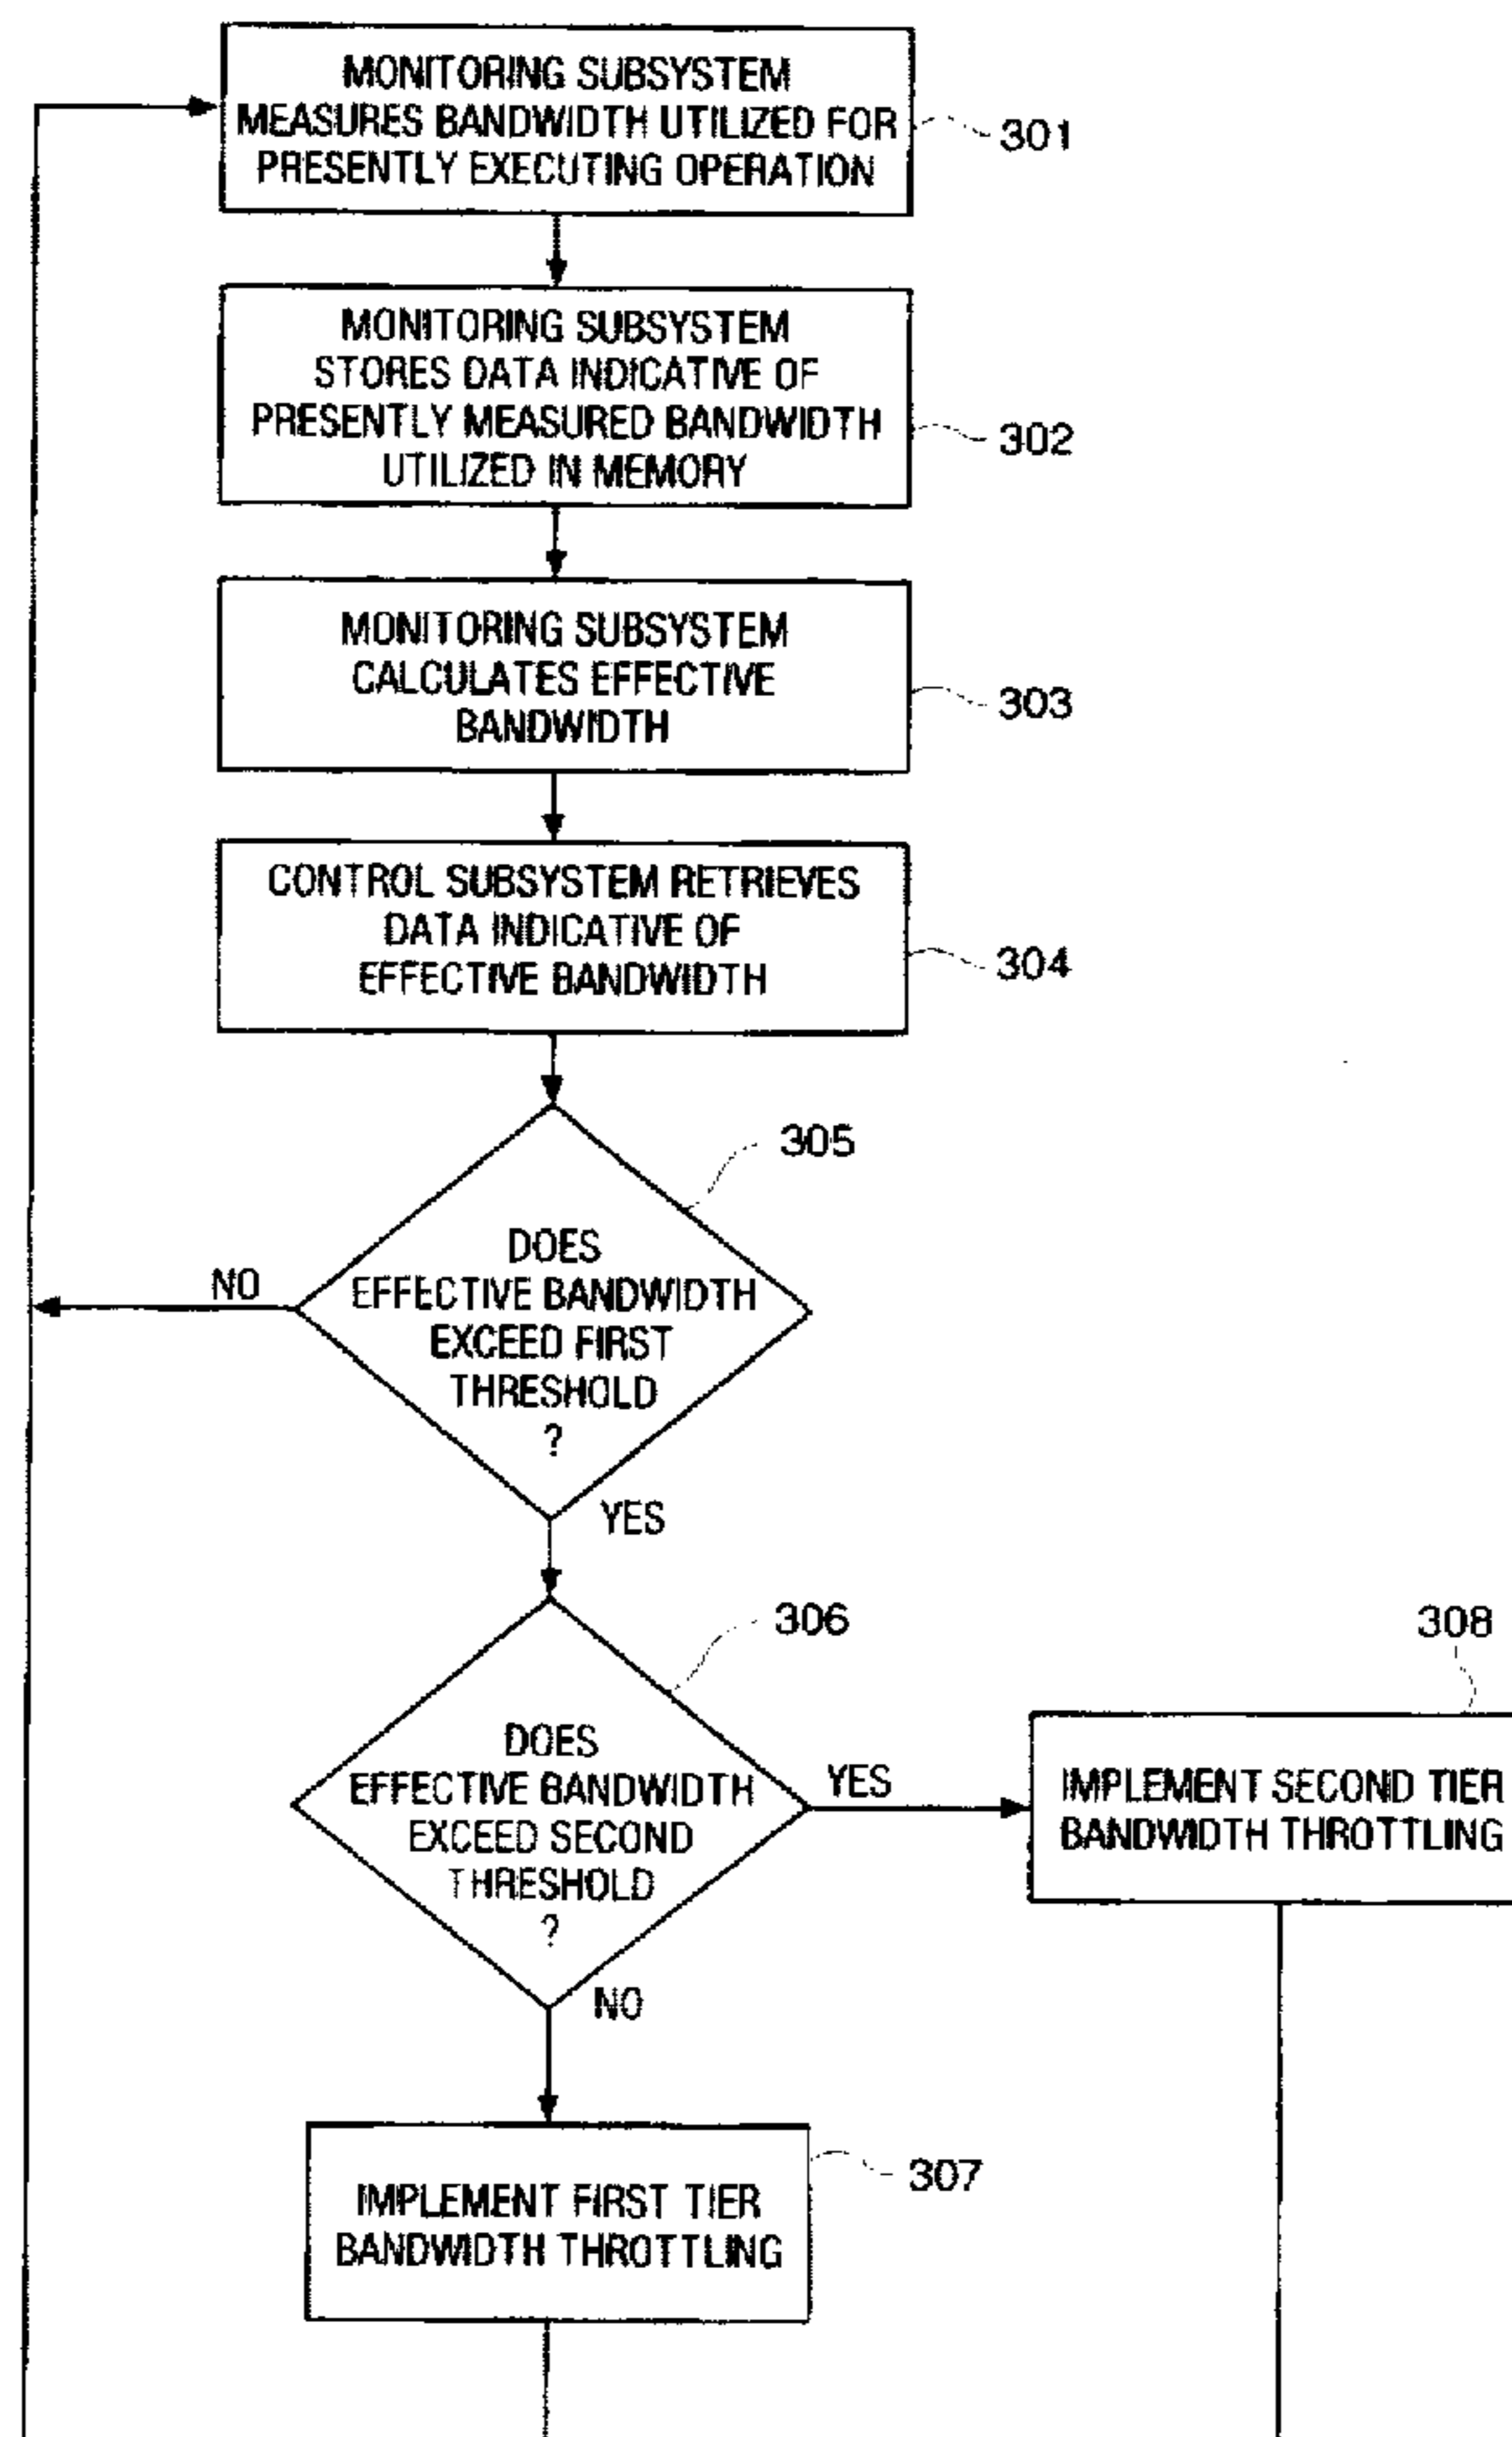 MONITORING SUBSYSTEM
MEASURES BANDWIDTH UTILIZED FOR
PRESENTLY EXECUTING OPERATION
301
MONITORING SUBSYSTEM
STORES DATA INDICATIVE OF
PRESENTLY MEASURED BANDWIDTH
UTILIZED IN MEMORY
302
MONITORING SUBSYSTEM
CALCULATES EFFECTIVE
BANDWIDTH
303
CONTROL SUBSYSTEM RETRIEVES
DATA INDICATIVE OF
EFFECTIVE BANDWIDTH
304
305
DOES
EFFECTIVE BANDWIDTH
EXCEED FIRST
THRESHOLD
?
NO
YES
306
DOES
EFFECTIVE BANDWIDTH
EXCEED SECOND
THRESHOLD
?
YES
NO
308
IMPLEMENT SECOND TIER
BANDWIDTH THROTTLING
IMPLEMENT FIRST TIER
BANDWIDTH THROTTLING
307